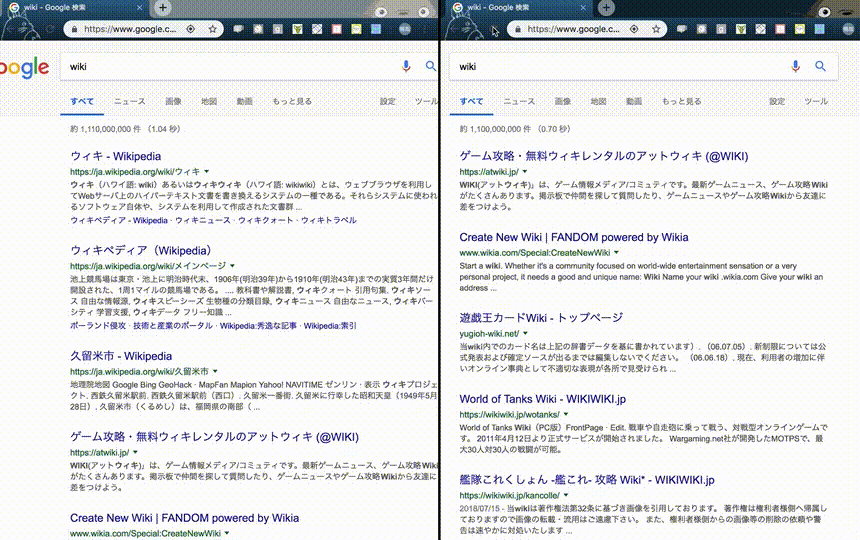 wiki - Google 検索
https://www.google.c...
oogle
wiki
すべて ニュース 画像 地図 動画 もっと見る 設定 ツール
約 1,110,000,000 件 （1.04 秒）
ウィキ - Wikipedia
https://ja.wikipedia.org/wiki/ウィキ
ウィキ（ハワイ語: wiki）あるいはウィキウィキ（ハワイ語: wikiwiki）とは、ウェブブラウザを利用し
てWebサーバ上のハイパーテキスト文書を書き換えるシステムの一種である。それらシステムに使われ
るソフトウェア自体や、システムを利用して作成された文書群 ...
ウィキペディア - Wikipedia · ウィキニュース · ウィキクォート · ウィキトラベル
ウィキペディア（Wikipedia）
https://ja.wikipedia.org/wiki/メインページ
池上競馬場は東京・池上に明治時代末、1906年(明治39年)から1910年(明治43年)までの実質3年間だけ
開設された、1周1マイルの競馬場である。 .... 教科書や解説書, ウィキクォート 引用句集, ウィキソー
ス 自由な情報源, ウィキスピーシーズ 生物種の分類目録, ウィキニュース 自由なニュース, ウィキバー
シティ 学習支援, ウィキデータ フリー知識 ...
ポーランド侵攻 · 技術と産業のポータル · Wikipedia:秀逸な記事 · Wikipedia:索引
久留米市 - Wikipedia
https://ja.wikipedia.org/wiki/久留米市
地理院地図 Google Bing GeoHack · MapFan Mapion Yahoo! NAVITIME ゼンリン · 表示 ウィキプロジェ
クト. 西鉄久留米駅前. 西鉄久留米駅前（西口）. 久留米一番街. 久留米に行幸した昭和天皇（1949年5月
28日）. 久留米市（くるめし）は、福岡県の南部（ ...
ゲーム攻略・無料ウィキレンタルのアットウィキ (@WIKI)
https://atwiki.jp/
WIKI(アットウィキ)」は、ゲーム情報メディア/コミュティです。最新ゲームニュース、ゲーム攻略Wiki
がたくさんあります。掲示板で仲間を探して質問したり、ゲームニュースやゲーム攻略Wikiから友達に
差をつけよう。
Create New Wiki | FANDOM powered by Wikia
www.wikia.com/Special:CreateNewWiki
wiki - Google 検索
https://www.google.c...
wiki
すべて ニュース 画像 地図 動画 もっと見る 設定 ツール
約 1,100,000,000 件 （0.70 秒）
ゲーム攻略・無料ウィキレンタルのアットウィキ (@WIKI)
https://atwiki.jp/
WIKI(アットウィキ)」は、ゲーム情報メディア/コミュティです。最新ゲームニュース、ゲーム攻略Wiki
がたくさんあります。掲示板で仲間を探して質問したり、ゲームニュースやゲーム攻略Wikiから友達に
差をつけよう。
Create New Wiki | FANDOM powered by Wikia
www.wikia.com/Special:CreateNewWiki
Start a wiki. Whether it's a community focused on world-wide entertainment sensation or a very
personal project, it needs a good and unique name: Wiki Name your wiki .wikia.com Give your wiki an
address ...
遊戯王カードWiki - トップページ
yugioh-wiki.net/
当wiki内でのカード名は上記の辞書データを基に書かれています）. （06.07.05）. 新制限については公
式発表および確定ソースが出るまでは編集しないでください。 （06.06.18）. 現在、利用者の増加に伴
いオンライン事典として不適切な表現が各所で見受けられ ...
World of Tanks Wiki - WIKIWIKI.jp
https://wikiwiki.jp/wotanks/
World of Tanks Wiki（PC版）FrontPage · Edit. 戦車や自走砲に乗って戦う、対戦型オンラインゲームで
す。 2011年4月12日より正式サービスが開始されました。 Wargaming.net社が開発したMOTPSで、最
大30人対30人の戦闘が可能。
艦隊これくしょん -艦これ- 攻略 Wiki* - WIKIWIKI.jp
https://wikiwiki.jp/kancolle/
2018/07/15 - 当wikiは著作権法第32条に基づき画像を引用しております。 著作権は権利者様側へ帰属し
ておりますので画像の転載・流用はご遠慮下さい。 また、権利者様側からの画像等の削除の依頼や警
告は速やかに対処いたします ...